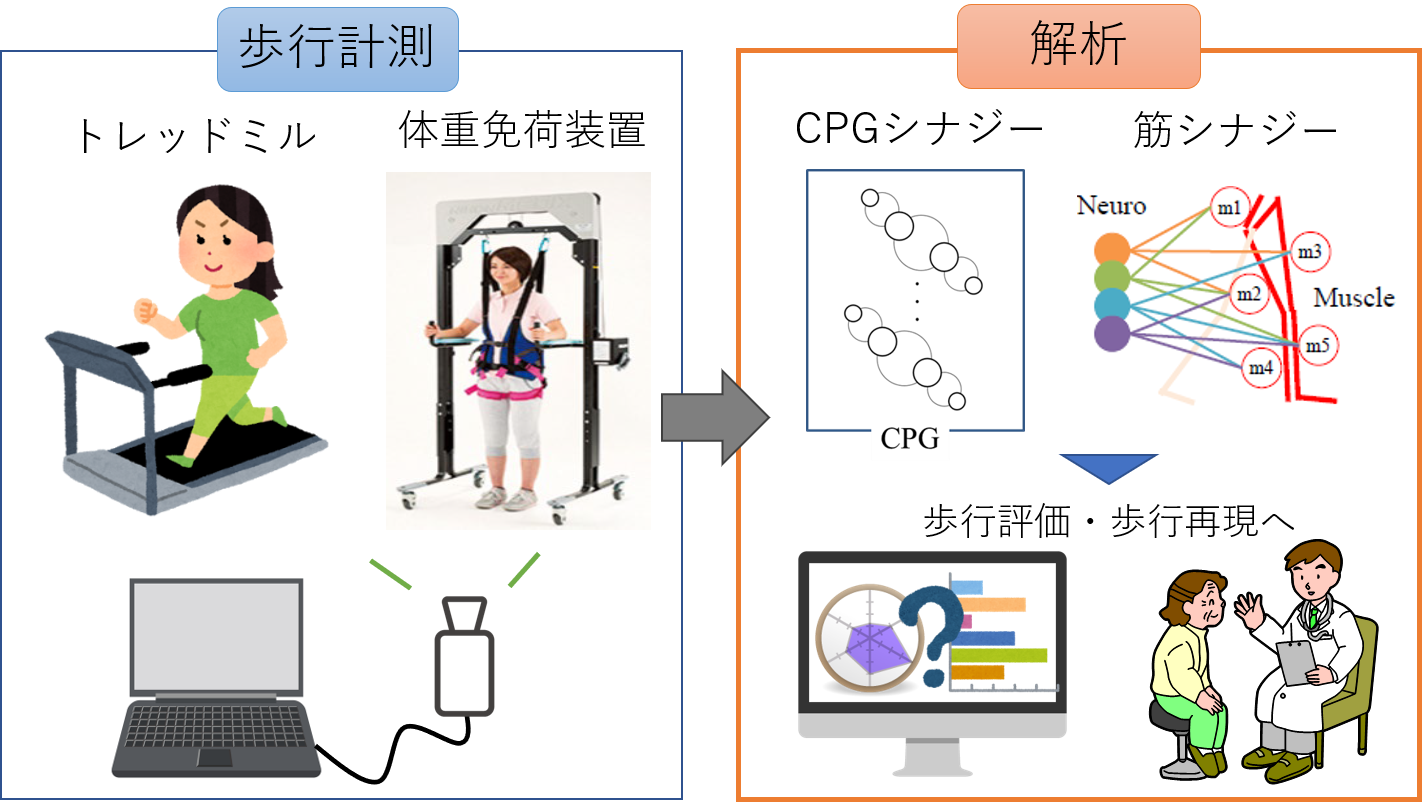 歩行計測
トレッドミル
体重免荷装置
解析
CPGシナジー
筋シナジー
Neuro
m1
m3
m2
Muscle
m5
m4
CPG
歩行評価・歩行再現へ
?